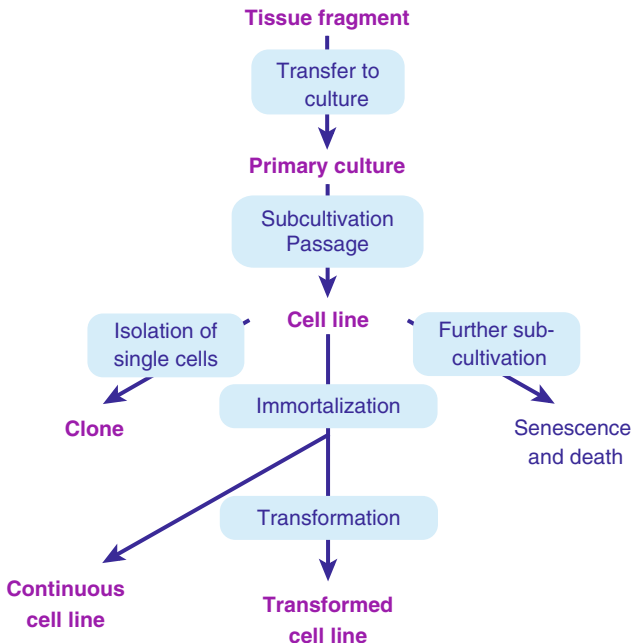 Tissue fragment
Transfer to
culture
Primary culture
Subcultivation
Passage
Cell line
Isolation of
single cells
Further sub-
cultivation
Immortalization
Clone
Senescence
and death
Transformation
Continuous
cell line
Transformed
cell line